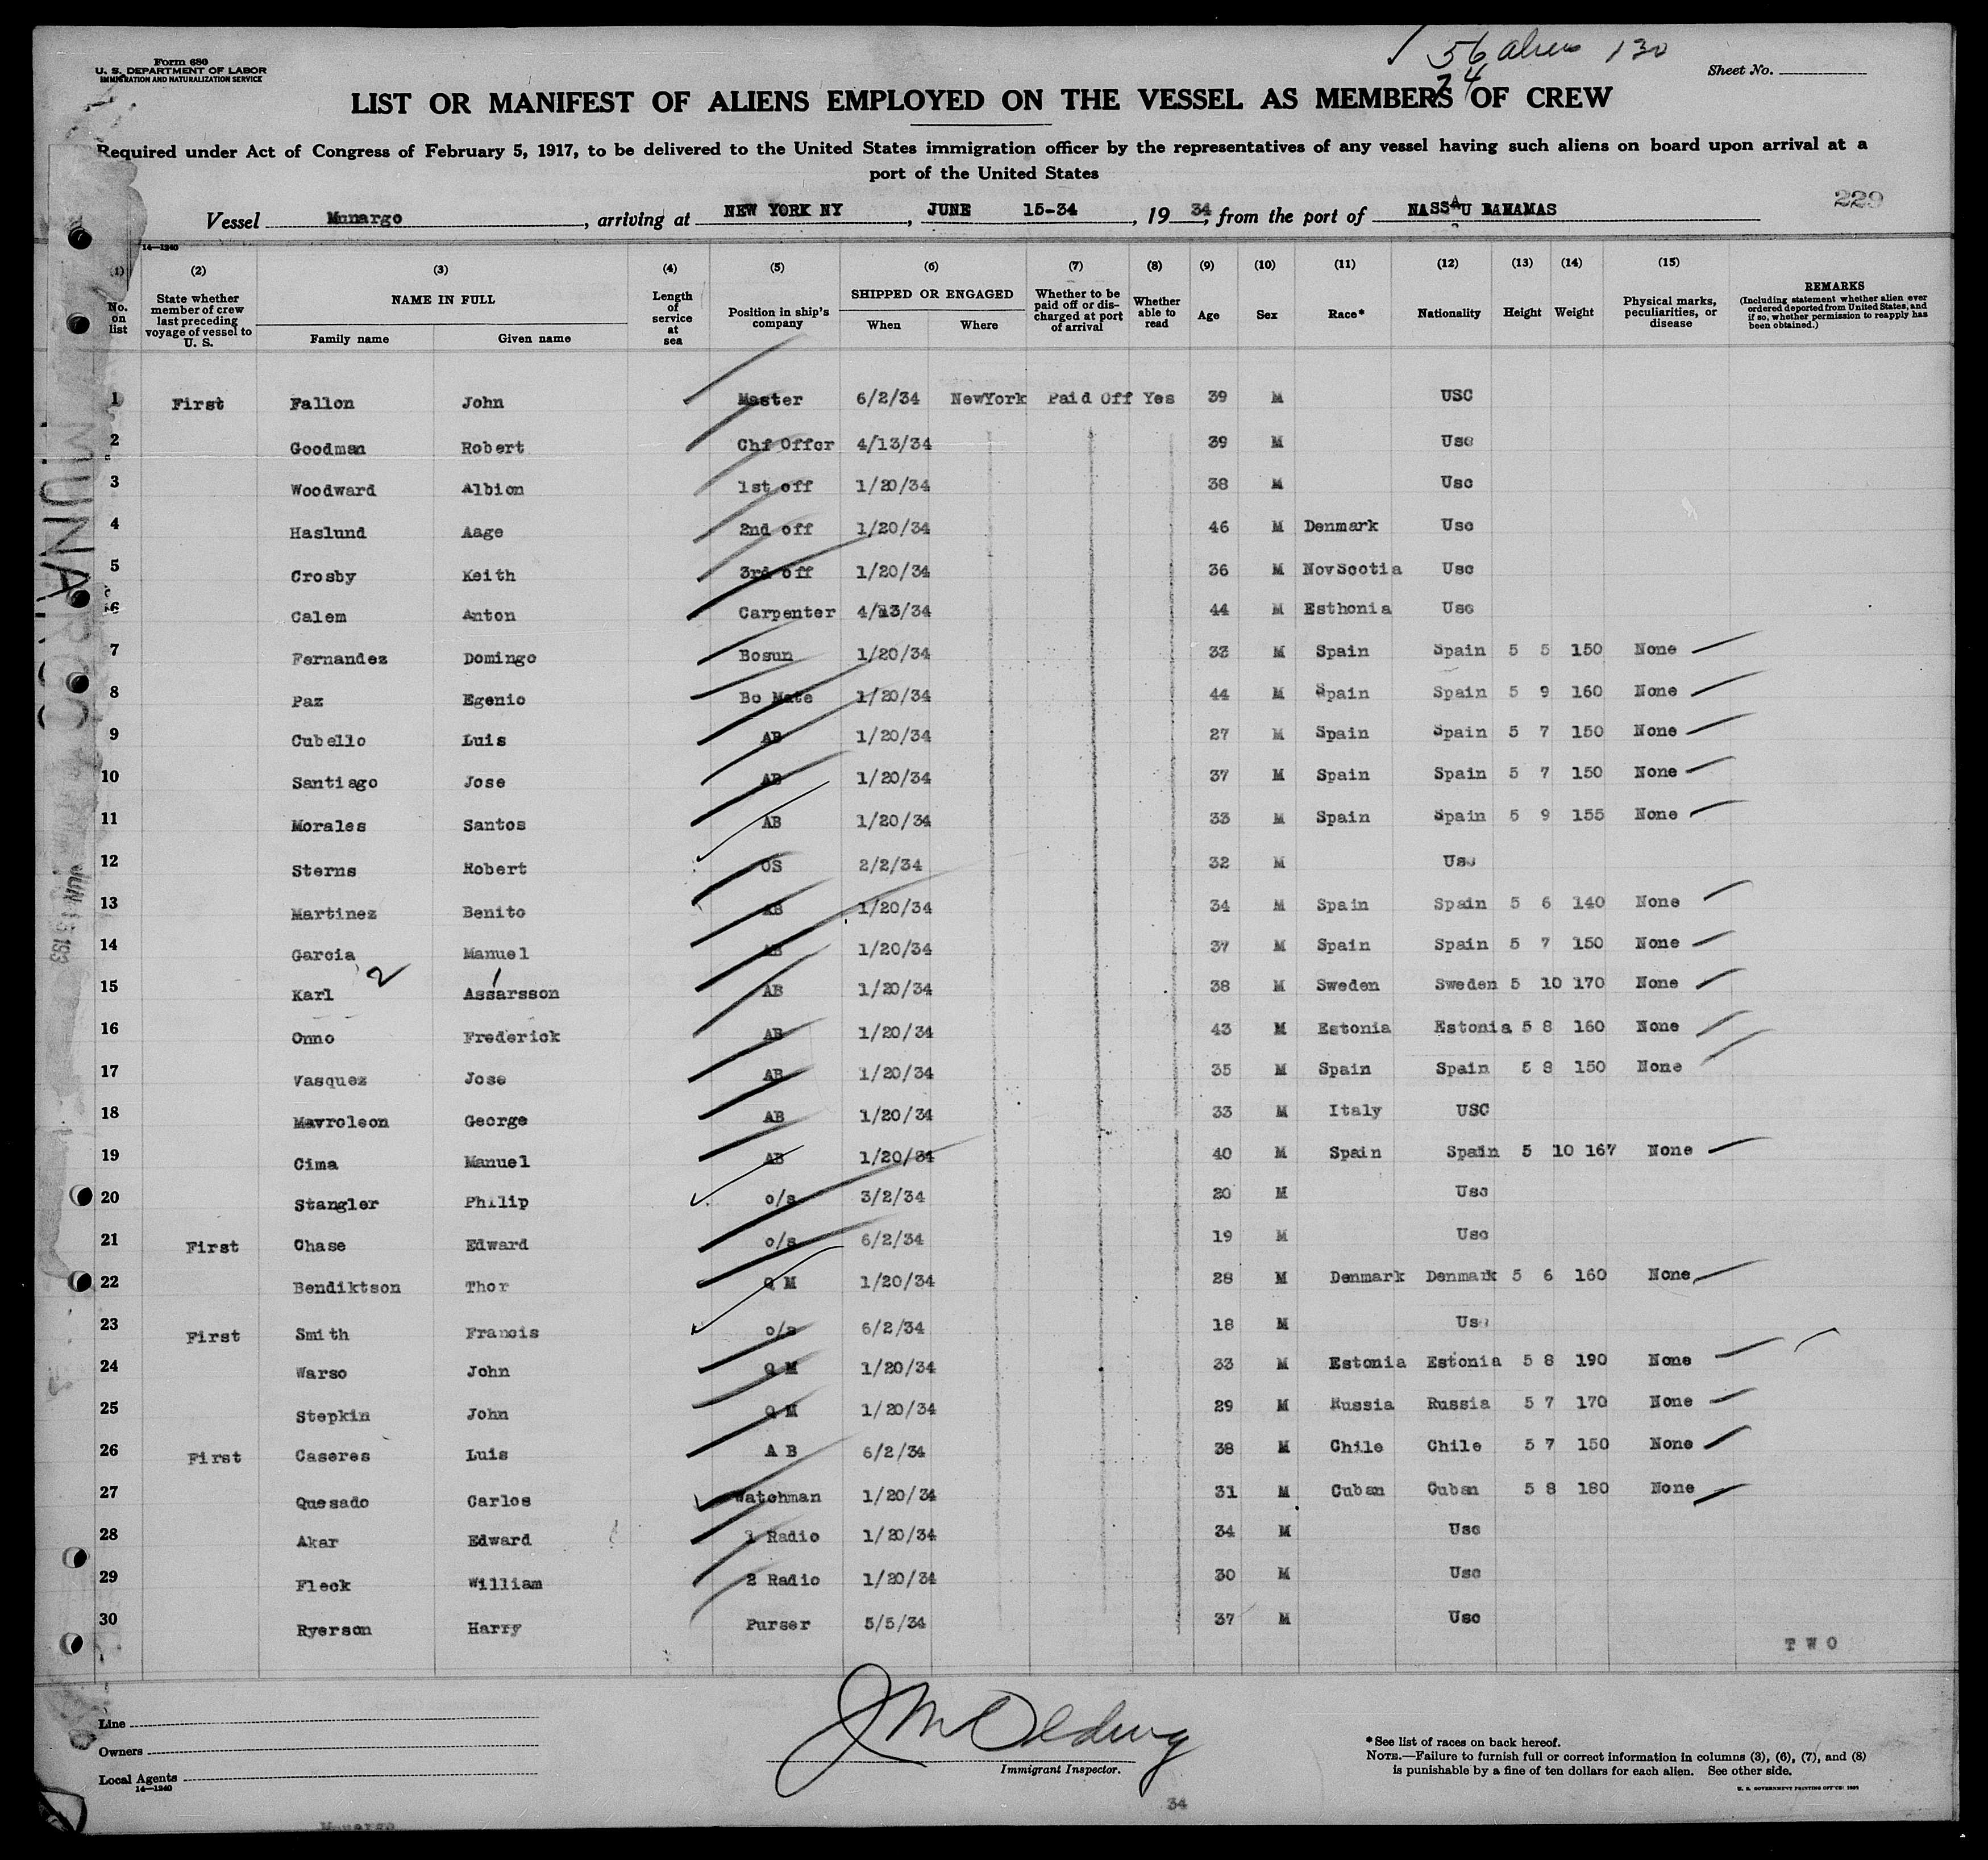 56 aliens 130
74
Form 680
U. S. DEPARTMENT OF LABOR
IMMIGRATION AND NATURALIZATION SERVICE
Sheet No.
LIST OR MANIFEST OF ALIENS EMPLOYED ON THE VESSEL AS MEMBERS OF CREW
Required under Act of Congress of February 5, 1917, to be delivered to the United States immigration officer by the representatives of any vessel having such aliens on board upon arrival at a
port of the United States
229
Vessel Munargo, arriving at NEW YORK NY, JUNE 15-34, 1934, from the port of NASSAU BAHAMAS
14—1240
(1) (2) (3) (4) (5) (6) (7) (8) (9) (10) (11) (12) (13) (14) (15)
No. on list
State whether member of crew last preceding voyage of vessel to U. S.
NAME IN FULL
Family name Given name
Length of service at sea
Position in ship's company
SHIPPED OR ENGAGED
When Where
Whether to be paid off or discharged at port of arrival
Whether able to read
Age Sex Race* Nationality Height Weight
Physical marks, peculiarities, or disease
REMARKS
(Including statement whether alien ever ordered deported from United States, and if so, whether permission to reapply has been obtained.)
1 First Fallon John Master 6/2/34 NewYork Paid Off Yes 39 M USC
2 Goodman Robert Chf Offcr 4/13/34 39 M Usc
3 Woodward Albion 1st off 1/20/34 38 M Usc
4 Haslund Aage 2nd off 1/20/34 46 M Denmark Usc
5 Crosby Keith 3rd off 1/20/34 36 M NovScotia Usc
6 Calem Anton Carpenter 4/13/34 44 M Esthonia Usc
7 Fernandez Domingo Bosun 1/20/34 33 M Spain Spain 5 5 150 None
8 Paz Egenio Bo Mate 1/20/34 44 M Spain Spain 5 9 160 None
9 Cubello Luis AB 1/20/34 27 M Spain Spain 5 7 150 None
10 Santiago Jose AB 1/20/34 37 M Spain Spain 5 7 150 None
11 Morales Santos AB 1/20/34 33 M Spain Spain 5 9 155 None
12 Sterns Robert OS 2/2/34 32 M Usc
13 Martinez Benito AB 1/20/34 34 M Spain Spain 5 6 140 None
14 Garcia Manuel AB 1/20/34 37 M Spain Spain 5 7 150 None
15 Karl 2 Assarsson 1 AB 1/20/34 38 M Sweden Sweden 5 10 170 None
16 Onno Frederick AB 1/20/34 43 M Estonia Estonia 5 8 160 None
17 Vasquez Jose AB 1/20/34 35 M Spain Spain 5 8 150 None
18 Mavroleon George AB 1/20/34 33 M Italy USC
19 Cima Manuel AB 1/20/34 40 M Spain Spain 5 10 167 None
20 Stangler Philip o/s 3/2/34 20 M Usc
21 First Chase Edward o/s 6/2/34 19 M Usc
22 Bendiktson Thor Q M 1/20/34 28 M Denmark Denmark 5 6 160 None
23 First Smith Francis o/s 6/2/34 18 M Usc
24 Warso John Q M 1/20/34 33 M Estonia Estonia 5 8 190 None
25 Stepkin John Q M 1/20/34 29 M Russia Russia 5 7 170 None
26 First Caseres Luis A B 6/2/34 38 M Chile Chile 5 7 150 None
27 Quesado Carlos Watchman 1/20/34 31 M Cuban Cuban 5 8 180 None
28 Akar Edward 1 Radio 1/20/34 34 M Usc
29 Fleck William 2 Radio 1/20/34 30 M Usc
30 Ryerson Harry Purser 5/5/34 37 M Usc
T W O
MUNARGO
Line
Owners
Local Agents
14—1240
Immigrant Inspector.
*See list of races on back hereof.
NOTE.—Failure to furnish full or correct information in columns (3), (6), (7), and (8)
is punishable by a fine of ten dollars for each alien. See other side.
34
Munargo